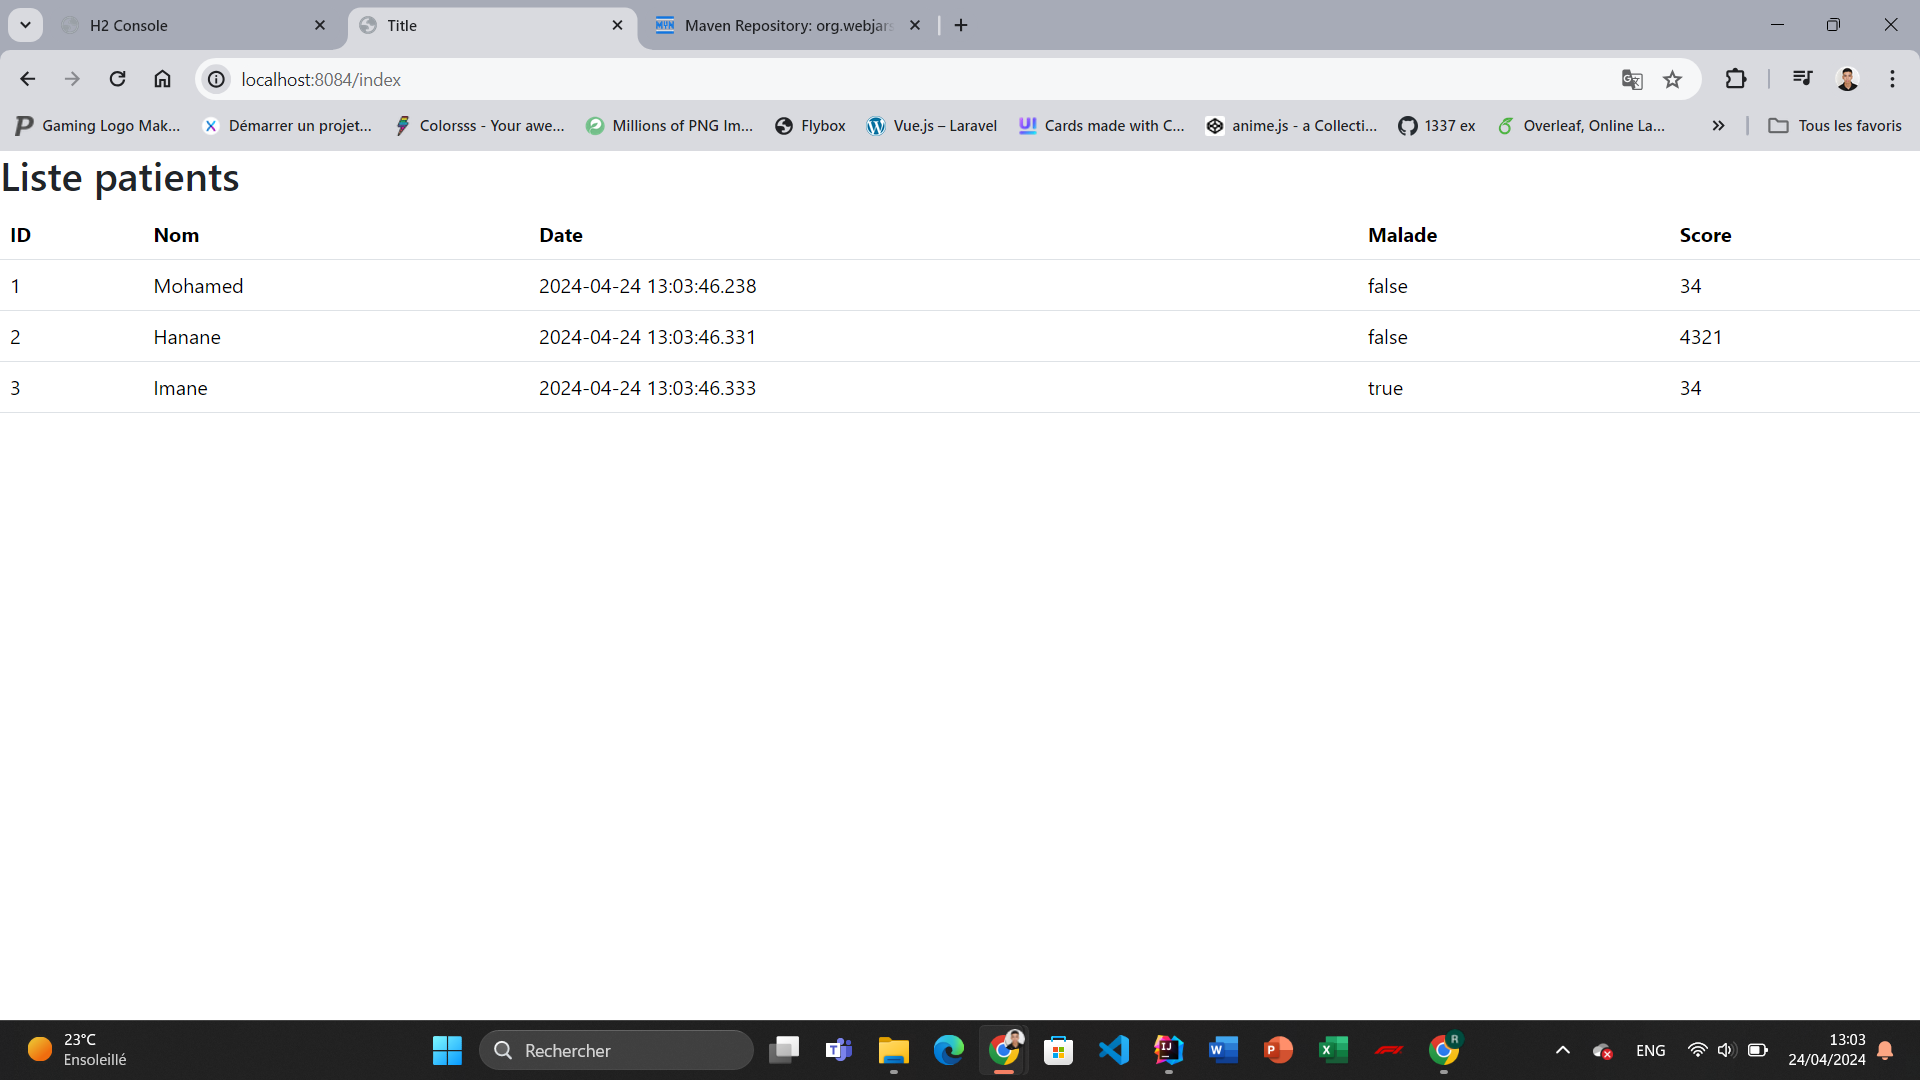 H2 Console
Title
Maven Repository: org.webjars
localhost:8084/index
Gaming Logo Mak...
Démarrer un projet...
Colorsss - Your awe...
Millions of PNG Im...
Flybox
Vue.js – Laravel
Cards made with C...
anime.js - a Collecti...
1337 ex
Overleaf, Online La...
Tous les favoris
Liste patients
ID Nom Date Malade Score
1 Mohamed 2024-04-24 13:03:46.238 false 34
2 Hanane 2024-04-24 13:03:46.331 false 4321
3 Imane 2024-04-24 13:03:46.333 true 34
23°C
Ensoleillé
Rechercher
ENG
13:03
24/04/2024